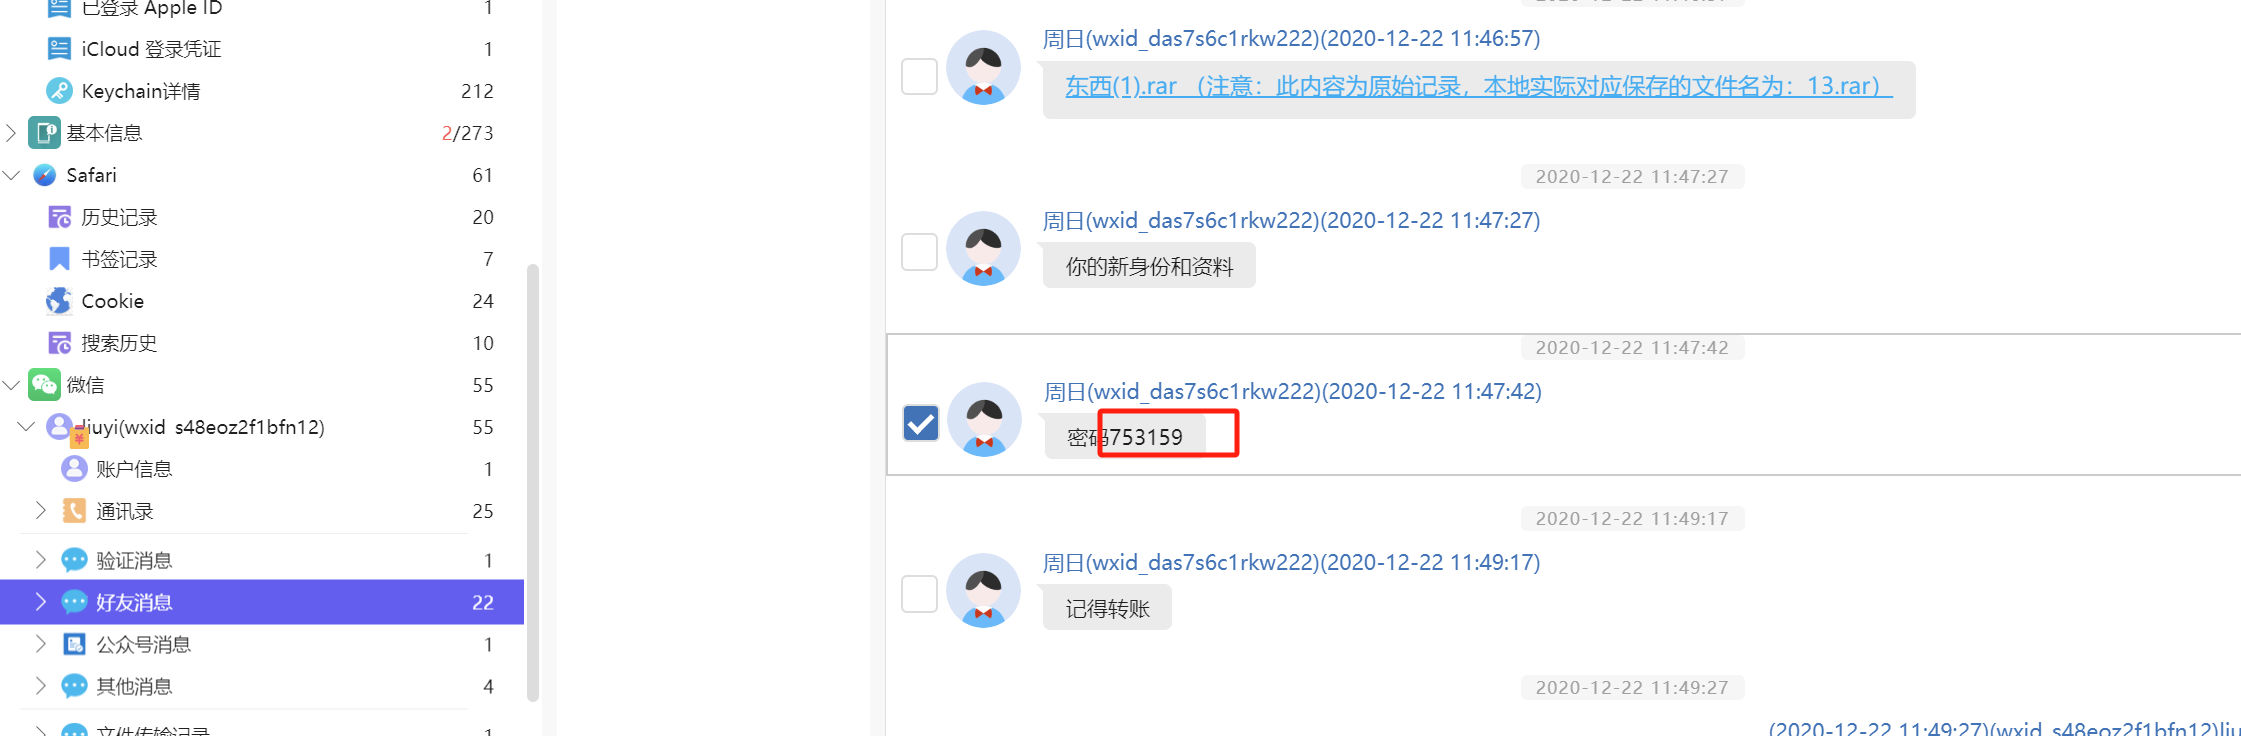 已登录 Apple ID 1
iCloud 登录凭证 1
Keychain详情 212
基本信息 2/273
Safari 61
历史记录 20
书签记录 7
Cookie 24
搜索历史 10
微信 55
liuyi(wxid_s48eoz2f1bfn12) 55
账户信息 1
通讯录 25
验证消息 1
好友消息 22
公众号消息 1
其他消息 4
文件传输记录 1
周日(wxid_das7s6c1rkw222)(2020-12-22 11:46:57)
东西(1).rar （注意：此内容为原始记录，本地实际对应保存的文件名为：13.rar）
2020-12-22 11:47:27
周日(wxid_das7s6c1rkw222)(2020-12-22 11:47:27)
你的新身份和资料
2020-12-22 11:47:42
周日(wxid_das7s6c1rkw222)(2020-12-22 11:47:42)
密码753159
2020-12-22 11:49:17
周日(wxid_das7s6c1rkw222)(2020-12-22 11:49:17)
记得转账
2020-12-22 11:49:27
(2020-12-22 11:49:27)(wxid_s48eoz2f1bfn12)liu